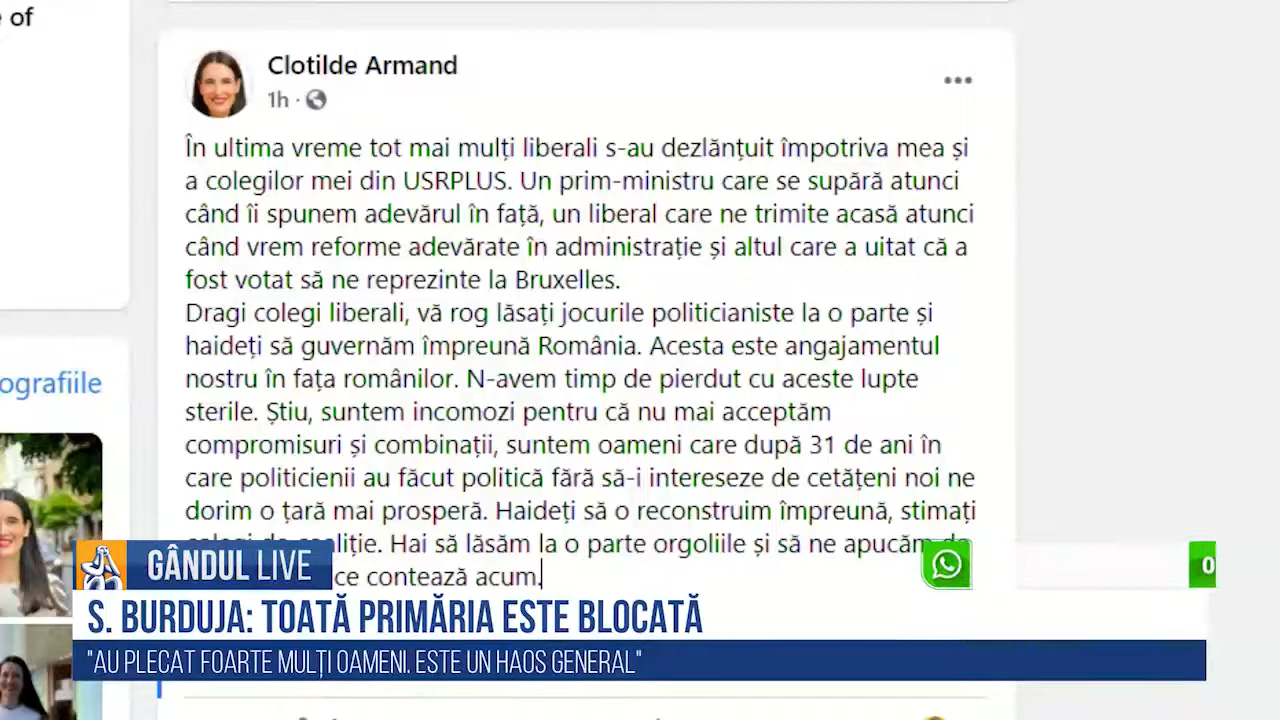 of
Clotilde Armand
1h ·
În ultima vreme tot mai mulți liberali s-au dezlănțuit împotriva mea și
a colegilor mei din USRPLUS. Un prim-ministru care se supără atunci
când îi spunem adevărul în față, un liberal care ne trimite acasă atunci
când vrem reforme adevărate în administrație și altul care a uitat că a
fost votat să ne reprezinte la Bruxelles.
Dragi colegi liberali, vă rog lăsați jocurile politicianiste la o parte și
haideți să guvernăm împreună România. Acesta este angajamentul
nostru în fața românilor. N-avem timp de pierdut cu aceste lupte
sterile. Știu, suntem incomozi pentru că nu mai acceptăm
compromisuri și combinații, suntem oameni care după 31 de ani în
care politicienii au făcut politică fără să-i intereseze de cetățeni noi ne
dorim o țară mai prosperă. Haideți să o reconstruim împreună, stimați
Hai să lăsăm la o parte orgoliile și să ne apucăm
ce contează acum.
ografiile
GÂNDUL LIVE
0
S. BURDUJA: TOATĂ PRIMĂRIA ESTE BLOCATĂ
"AU PLECAT FOARTE MULȚI OAMENI. ESTE UN HAOS GENERAL"